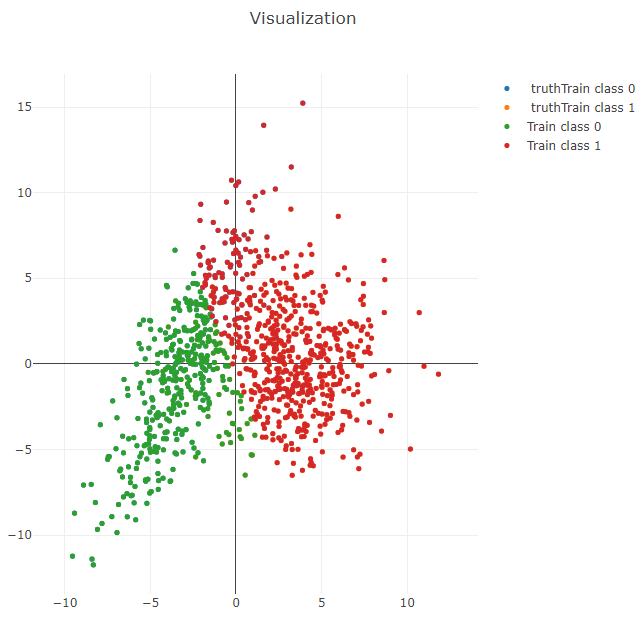 Visualization
truthTrain class 0
truthTrain class 1
Train class 0
Train class 1
15
10
5
0
−5
−10
−10
−5
0
5
10